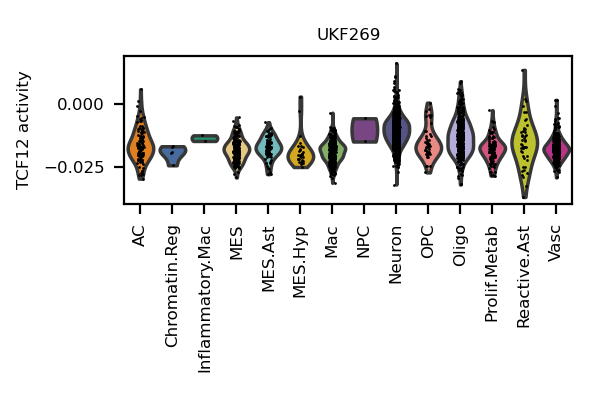 UKF269
TCF12 activity
0.000
−0.025
AC
Chromatin.Reg
Inflammatory.Mac
MES
MES.Ast
MES.Hyp
Mac
NPC
Neuron
OPC
Oligo
Prolif.Metab
Reactive.Ast
Vasc